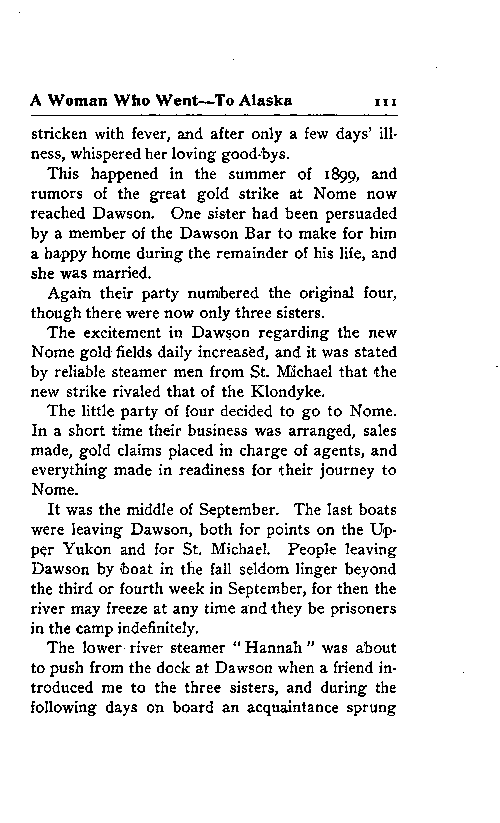 A Woman Who Went--To Alaska 111
stricken with fever, and after only a few days' ill-
ness, whispered her loving good-bys.
This happened in the summer of 1899, and
rumors of the great gold strike at Nome now
reached Dawson. One sister had been persuaded
by a member of the Dawson Bar to make for him
a happy home during the remainder of his life, and
she was married.
Again their party numbered the original four,
though there were now only three sisters.
The excitement in Dawson regarding the new
Nome gold fields daily increased, and it was stated
by reliable steamer men from St. Michael that the
new strike rivaled that of the Klondyke.
The little party of four decided to go to Nome.
In a short time their business was arranged, sales
made, gold claims placed in charge of agents, and
everything made in readiness for their journey to
Nome.
It was the middle of September. The last boats
were leaving Dawson, both for points on the Up-
per Yukon and for St. Michael. People leaving
Dawson by boat in the fall seldom linger beyond
the third or fourth week in September, for then the
river may freeze at any time and they be prisoners
in the camp indefinitely.
The lower river steamer "Hannah" was about
to push from the dock at Dawson when a friend in-
troduced me to the three sisters, and during the
following days on board an acquaintance sprung